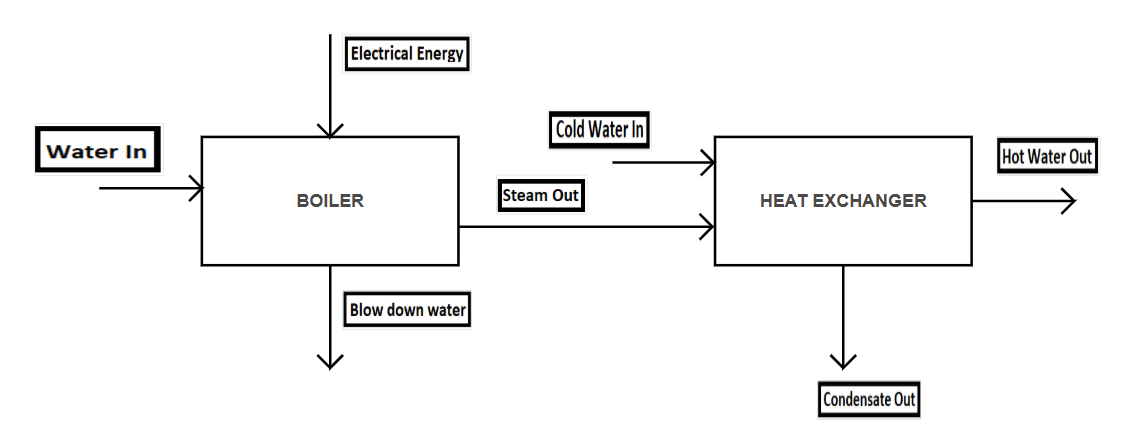 Electrical Energy
Water In
Cold Water In
Hot Water Out
BOILER
Steam Out
HEAT EXCHANGER
Blow down water
Condensate Out